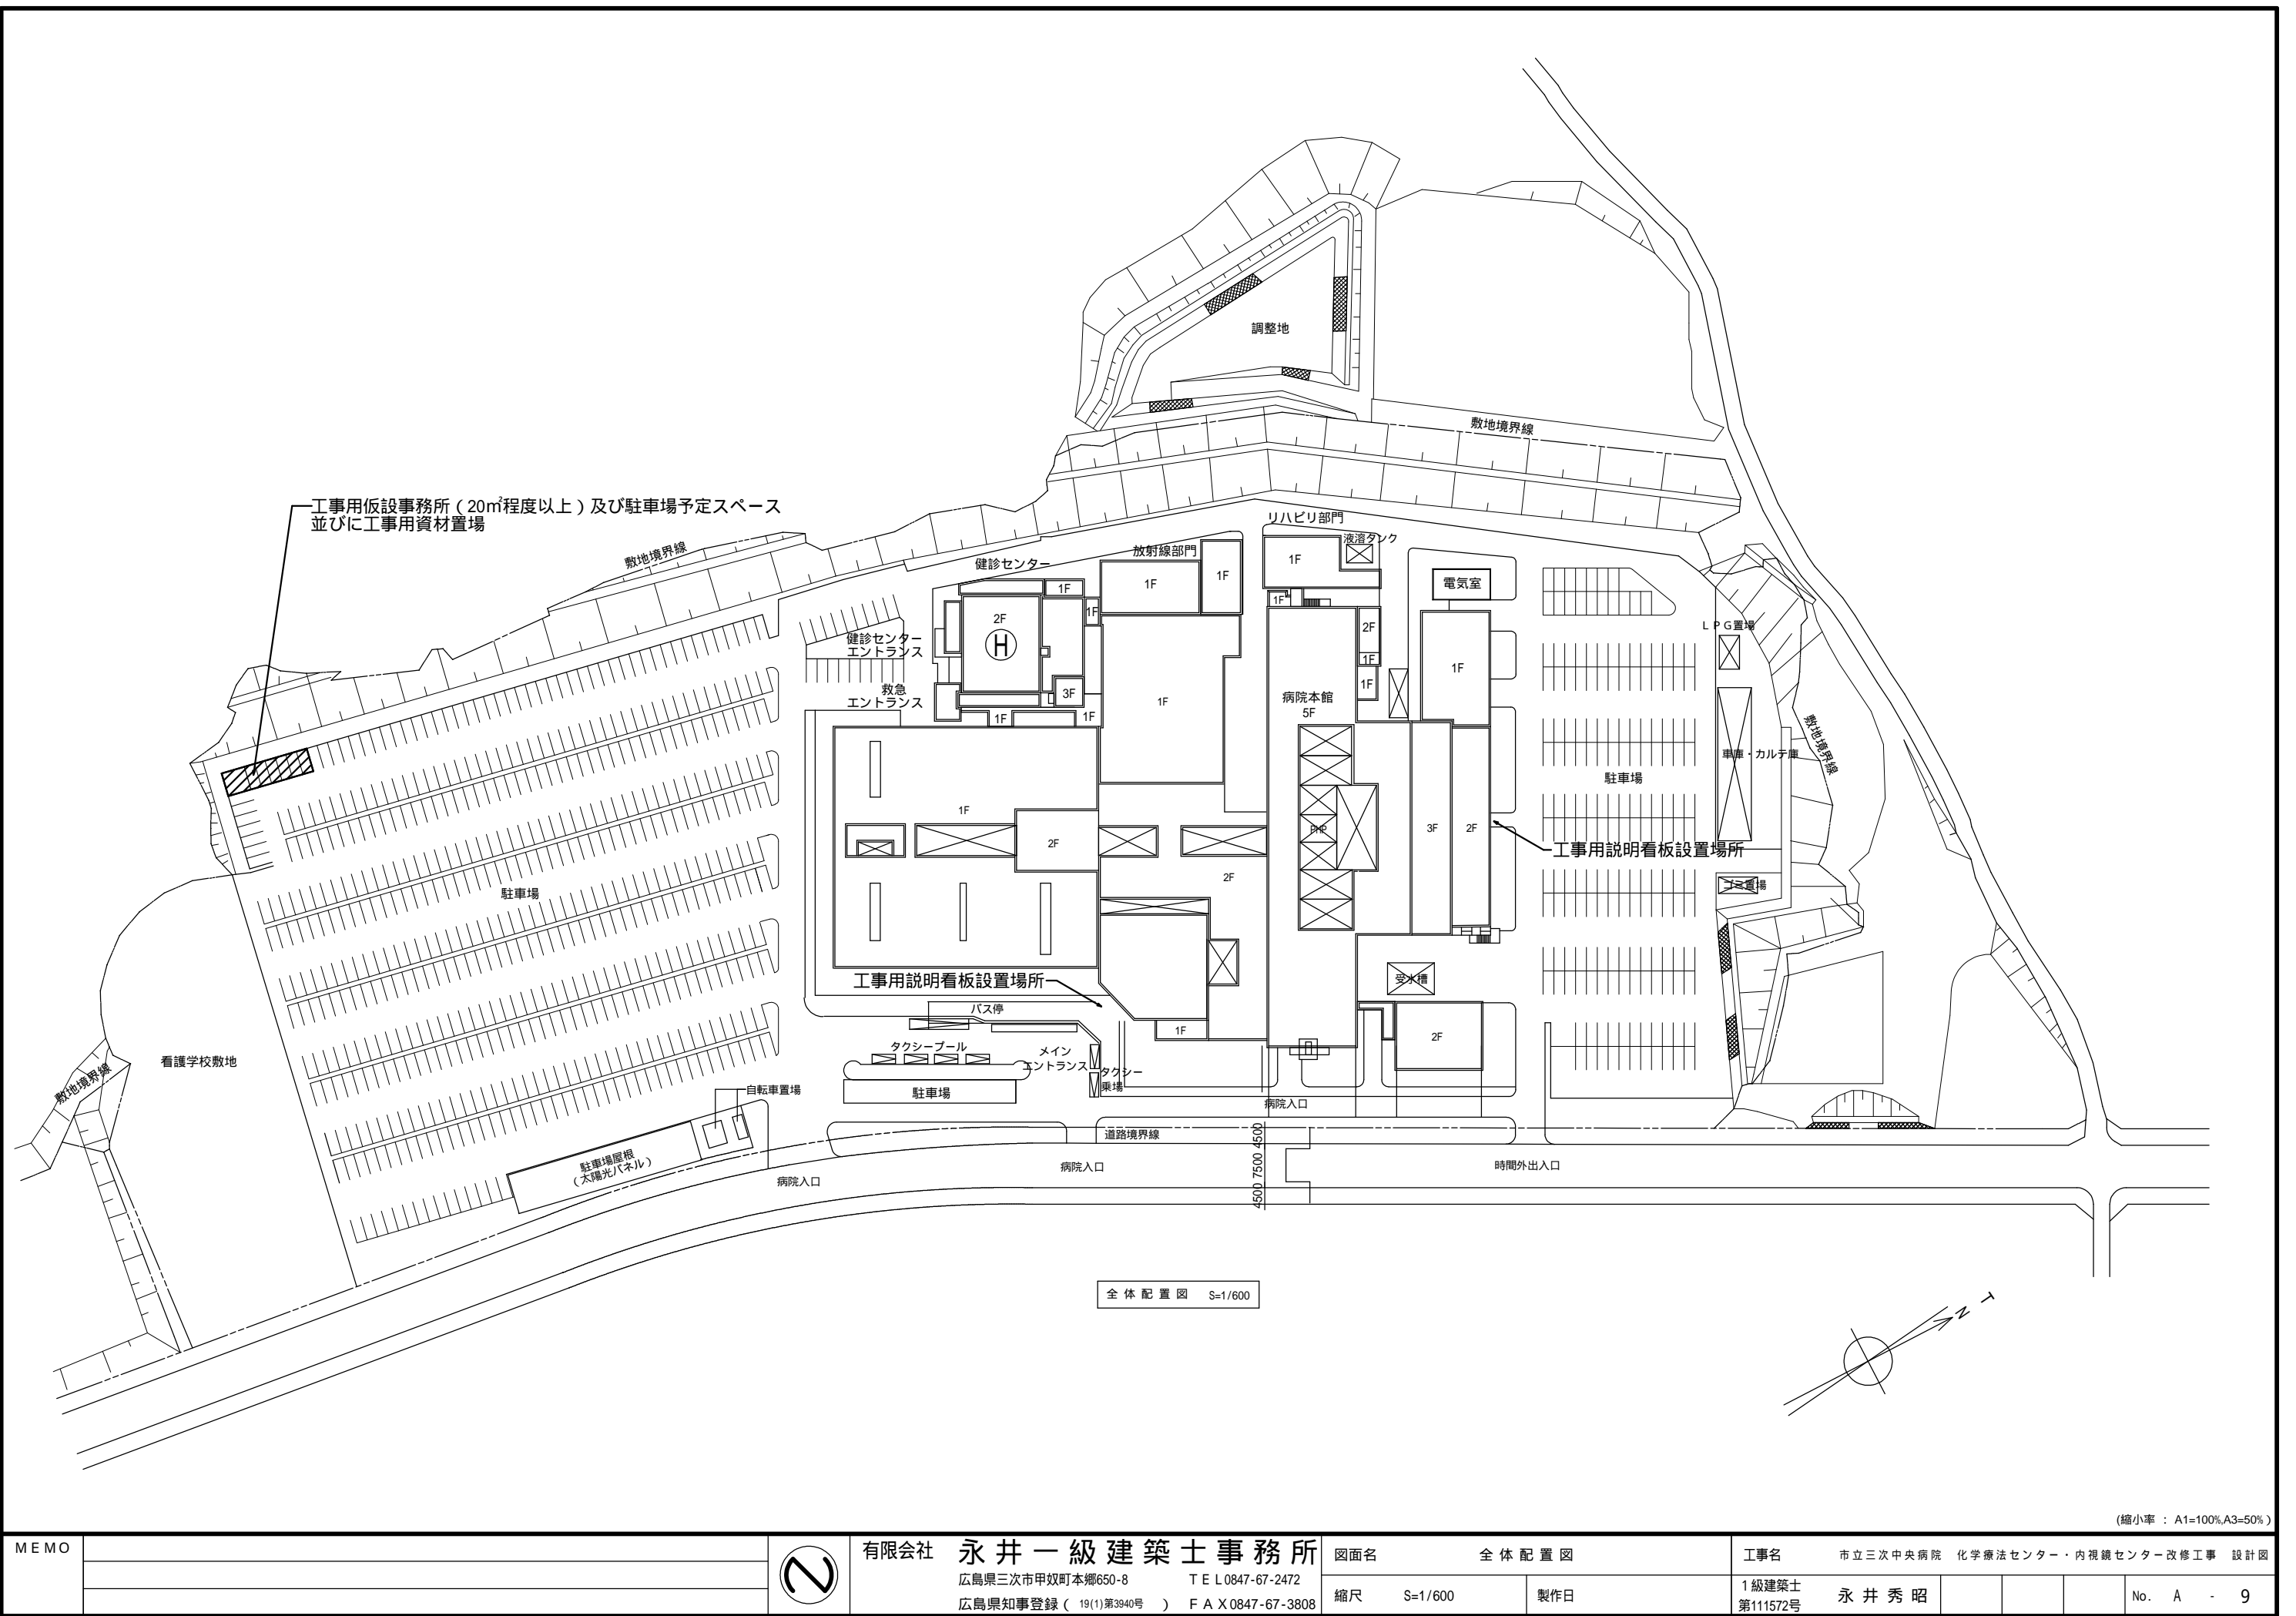 調整地
敷地境界線
工事用仮設事務所（20㎡程度以上）及び駐車場予定スペース
並びに工事用資材置場
敷地境界線
リハビリ部門
液溶タンク
放射線部門
健診センター
1F
1F
1F
1F
1F
電気室
2F
H
1F
2F
1F
1F
1F
ＬＰＧ置場
健診センター
エントランス
救急
エントランス
3F
1F
1F
1F
病院本館
5F
敷地境界線
車庫・カルテ庫
駐車場
1F
2F
PHP
3F
2F
工事用説明看板設置場所
2F
ゴミ置場
駐車場
工事用説明看板設置場所
受水槽
バス停
1F
2F
タクシープール
メイン
エントランス
タクシー
乗場
駐車場
看護学校敷地
敷地境界線
自転車置場
病院入口
道路境界線
駐車場屋根
（太陽光パネル）
病院入口
病院入口
4500 7500 4500
時間外出入口
全体配置図 S=1/600
T
N
(縮小率 ： A1=100%,A3=50%)
ＭＥＭＯ
有限会社 永井一級建築士事務所
広島県三次市甲奴町本郷650-8 ＴＥＬ0847-67-2472
広島県知事登録（ 19(1)第3940号 ） ＦＡＸ0847-67-3808
図面名 全体配置図
縮尺 S=1/600 製作日
工事名 市立三次中央病院 化学療法センター・内視鏡センター改修工事 設計図
１級建築士
第111572号
永井秀昭
No. A - 9